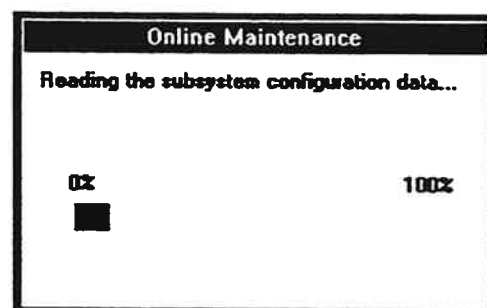 Online Maintenance
Reading the subsystem configuration data...
0% 100%